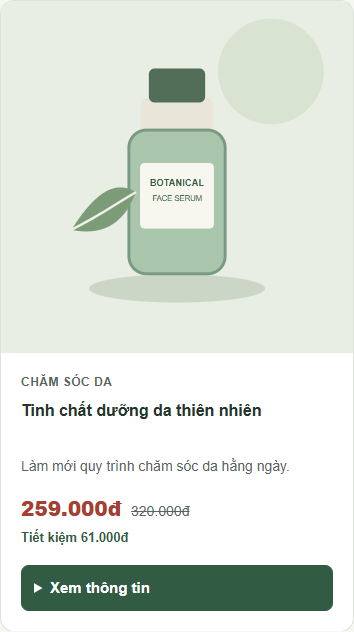 BOTANICAL
FACE SERUM
CHĂM SÓC DA
Tinh chất dưỡng da thiên nhiên
Làm mới quy trình chăm sóc da hằng ngày.
259.000đ 320.000đ
Tiết kiệm 61.000đ
Xem thông tin